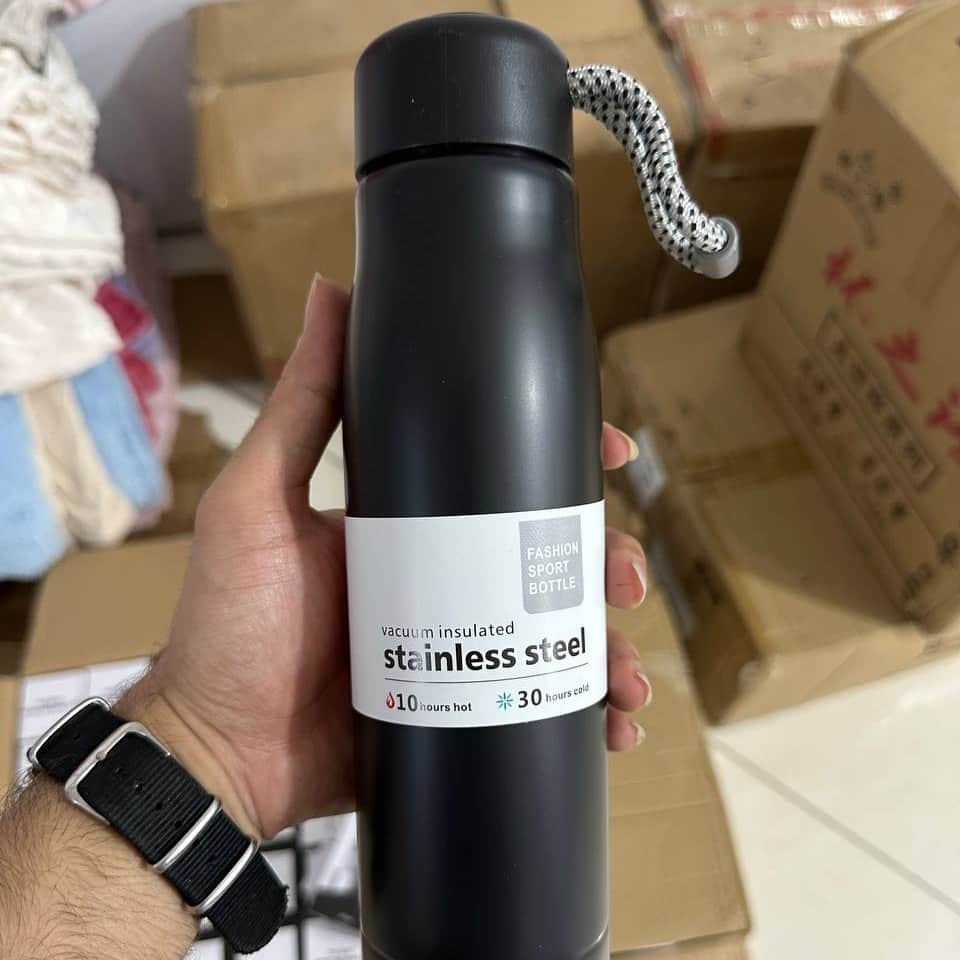 FASHION
SPORT
BOTTLE
vacuum insulated
stainless steel
10 hours hot
30 hours cold